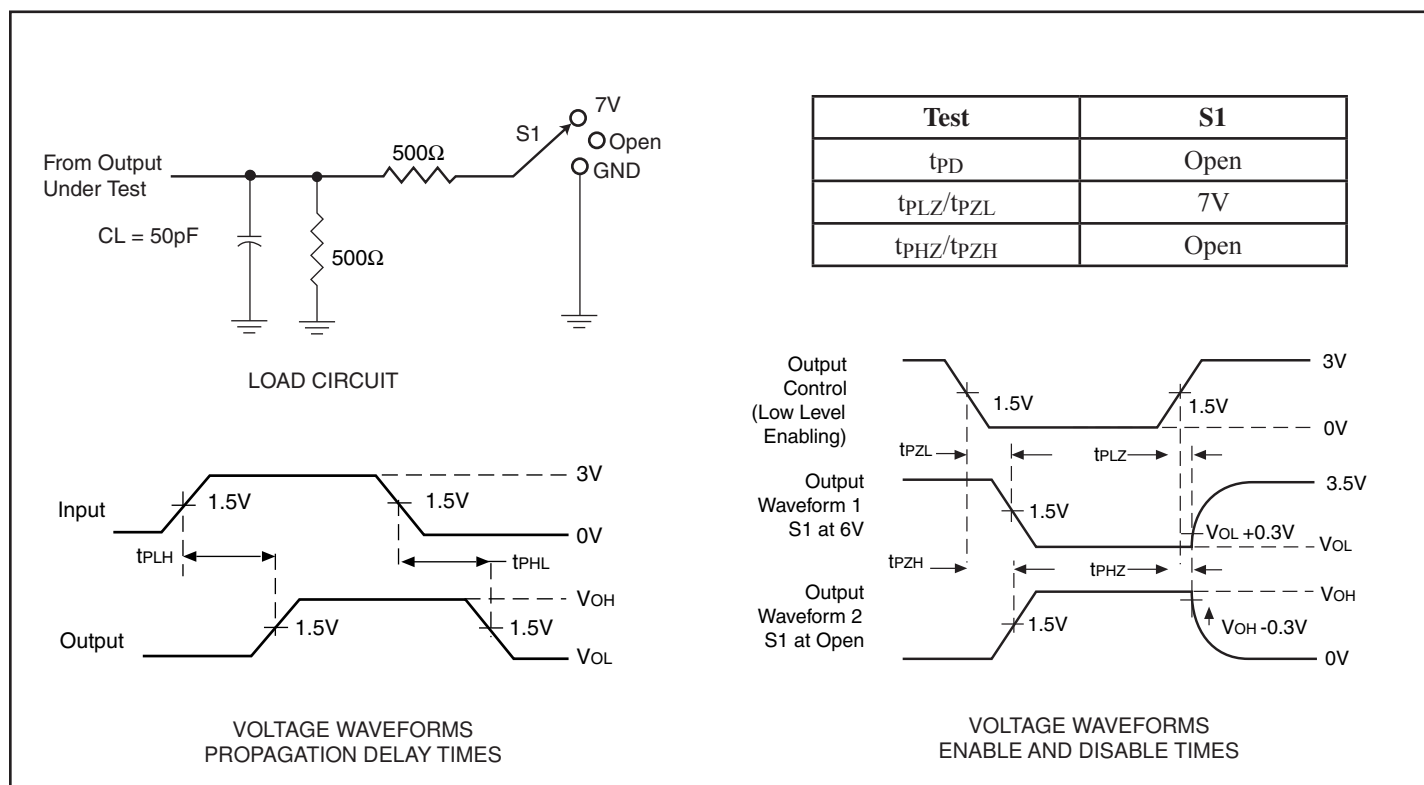 7V
S1
Open
500Ω
GND
From Output
Under Test
CL = 50pF
500Ω
LOAD CIRCUIT
Test S1
tPD Open
tPLZ/tPZL 7V
tPHZ/tPZH Open
Input
3V
1.5V
1.5V
0V
tPLH
tPHL
Output
VOH
1.5V
1.5V
VOL
VOLTAGE WAVEFORMS
PROPAGATION DELAY TIMES
Output
Control
(Low Level
Enabling)
3V
1.5V
1.5V
0V
tPZL
tPLZ
Output
Waveform 1
S1 at 6V
3.5V
1.5V
VOL +0.3V
VOL
tPZH
tPHZ
Output
Waveform 2
S1 at Open
VOH
1.5V
VOH -0.3V
0V
VOLTAGE WAVEFORMS
ENABLE AND DISABLE TIMES